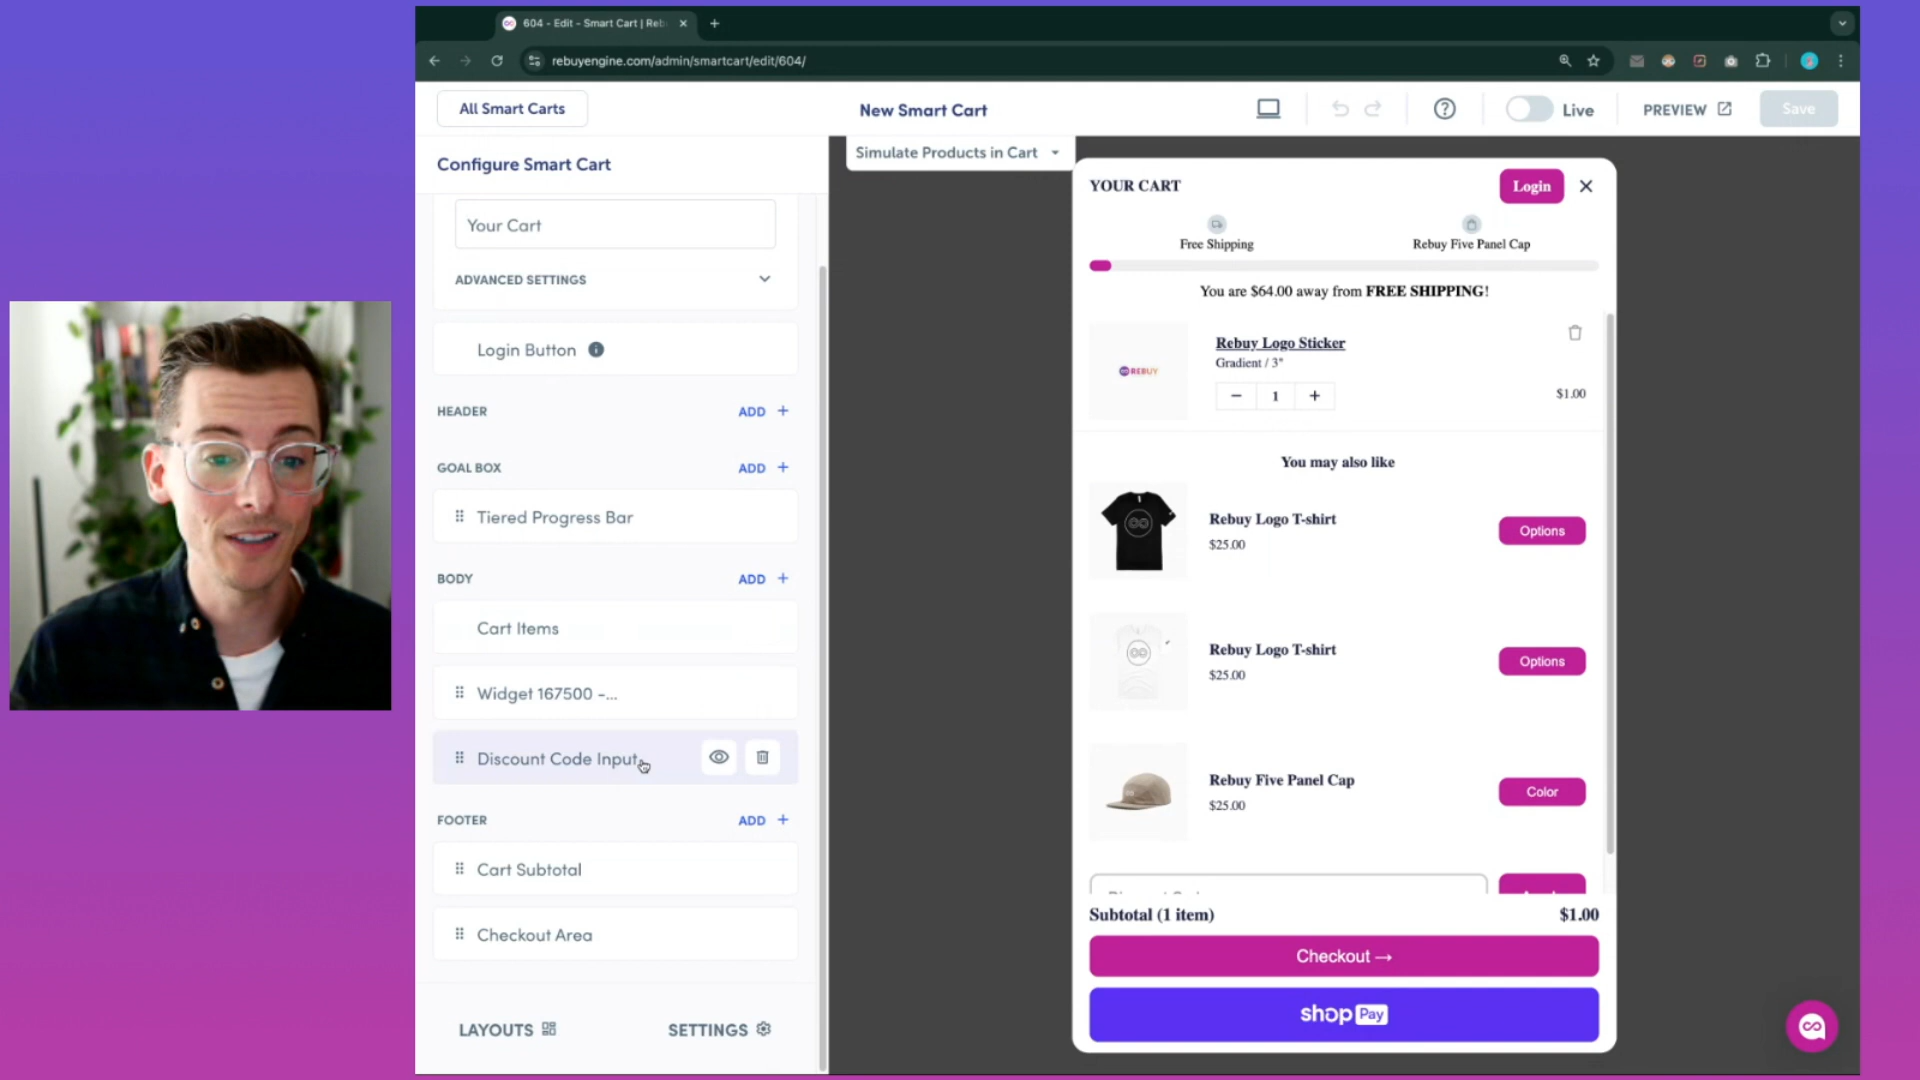 604 - Edit - Smart Cart | Reb
rebuyengine.com/admin/smartcart/edit/604/
All Smart Carts
New Smart Cart
Live
PREVIEW
Save
Configure Smart Cart
Your Cart
ADVANCED SETTINGS
Login Button
HEADER
ADD +
GOAL BOX
ADD +
Tiered Progress Bar
BODY
ADD +
Cart Items
Widget 167500 -...
Discount Code Input
FOOTER
ADD +
Cart Subtotal
Checkout Area
LAYOUTS
SETTINGS
Simulate Products in Cart
YOUR CART
Login
Free Shipping
Rebuy Five Panel Cap
You are $64.00 away from FREE SHIPPING!
REBUY
Rebuy Logo Sticker
Gradient / 3"
1
$1.00
You may also like
Rebuy Logo T-shirt
$25.00
Options
Rebuy Logo T-shirt
$25.00
Options
Rebuy Five Panel Cap
$25.00
Color
Subtotal (1 item)
$1.00
Checkout →
shop Pay